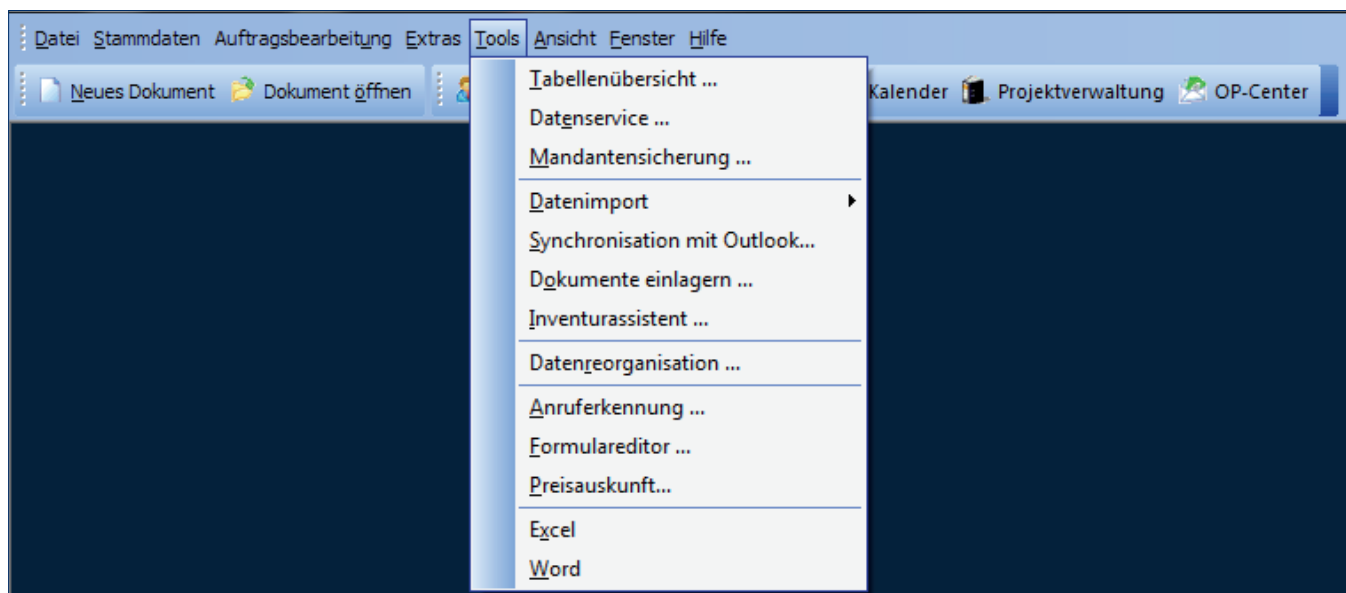 Datei Stammdaten Auftragsbearbeitung Extras Tools Ansicht Fenster Hilfe
Neues Dokument Dokument öffnen Kalender Projektverwaltung OP-Center
Tabellenübersicht ...
Datenservice ...
Mandantensicherung ...
Datenimport
Synchronisation mit Outlook...
Dokumente einlagern ...
Inventurassistent ...
Datenreorganisation ...
Anruferkennung ...
Formulareditor ...
Preisauskunft...
Excel
Word